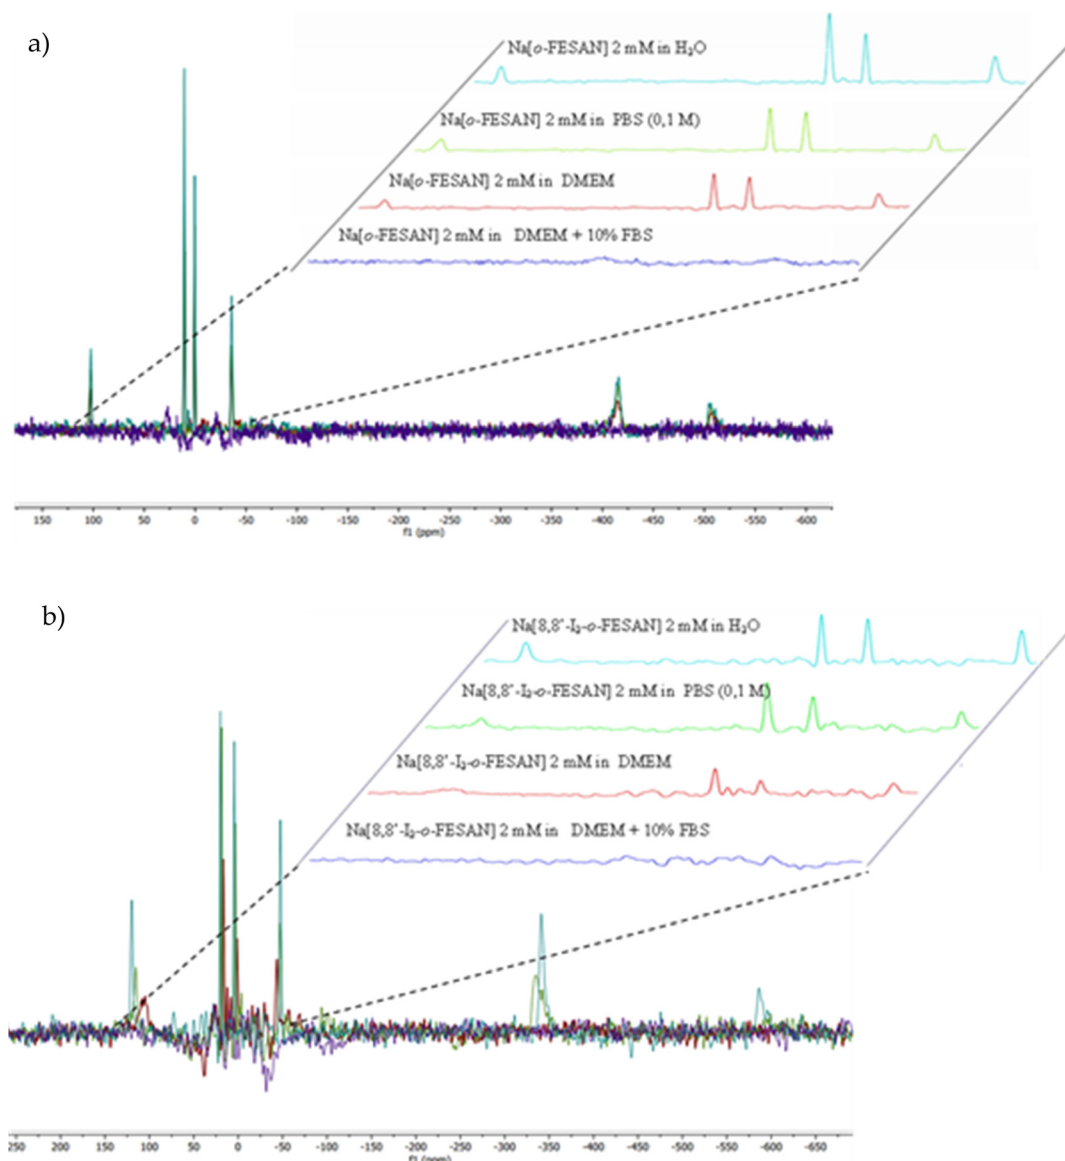 a)
Na[o-FESAN] 2 mM in H₂O
Na[o-FESAN] 2 mM in PBS (0,1 M)
Na[o-FESAN] 2 mM in DMEM
Na[o-FESAN] 2 mM in DMEM + 10% FBS
150 100 50 0 -50 -100 -150 -200 -250 -300 -350 -400 -450 -500 -550 -600
f1 (ppm)
b)
Na[8,8'-I₂-o-FESAN] 2 mM in H₂O
Na[8,8'-I₂-o-FESAN] 2 mM in PBS (0,1 M)
Na[8,8'-I₂-o-FESAN] 2 mM in DMEM
Na[8,8'-I₂-o-FESAN] 2 mM in DMEM + 10% FBS
250 200 150 100 50 0 -50 -100 -150 -200 -250 -300 -350 -400 -450 -500 -550 -600 -650
f1 (ppm)